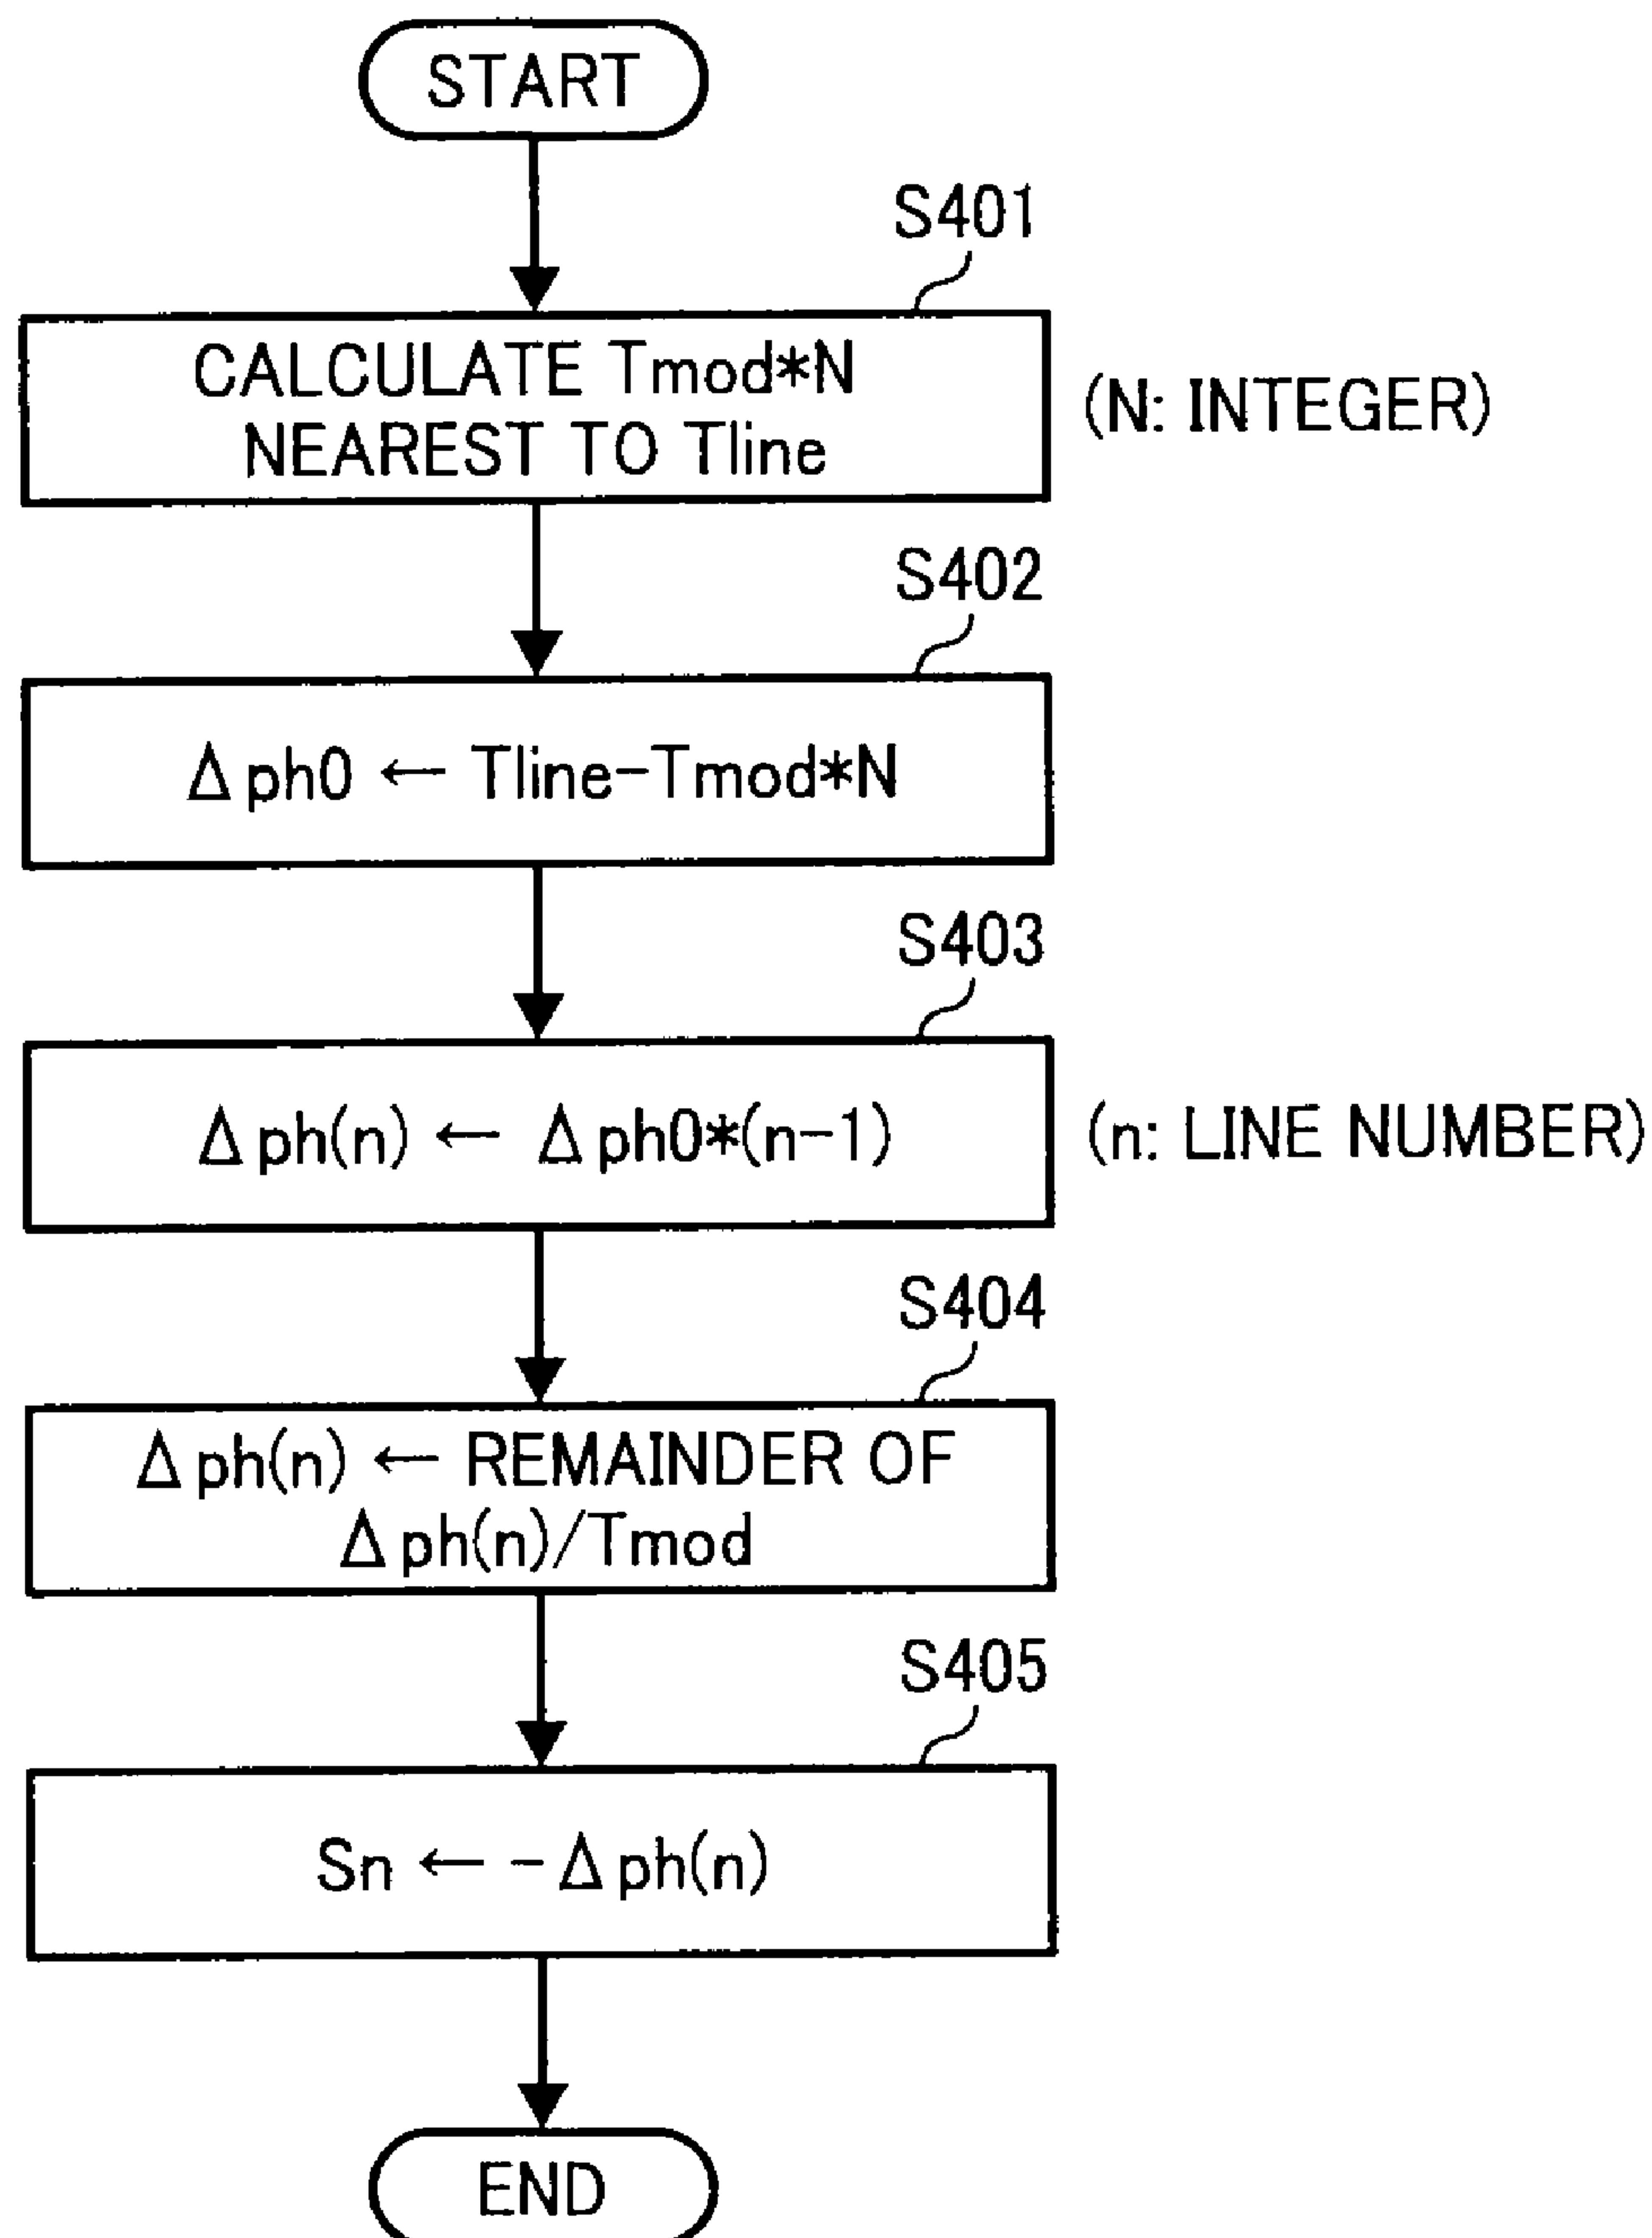 START
S401
CALCULATE Tmod*N
NEAREST TO Tline
(N: INTEGER)
S402
Δph0 ← Tline-Tmod*N
S403
Δph(n) ← Δph0*(n-1)
(n: LINE NUMBER)
S404
Δph(n) ← REMAINDER OF
Δph(n)/Tmod
S405
Sn ← -Δph(n)
END